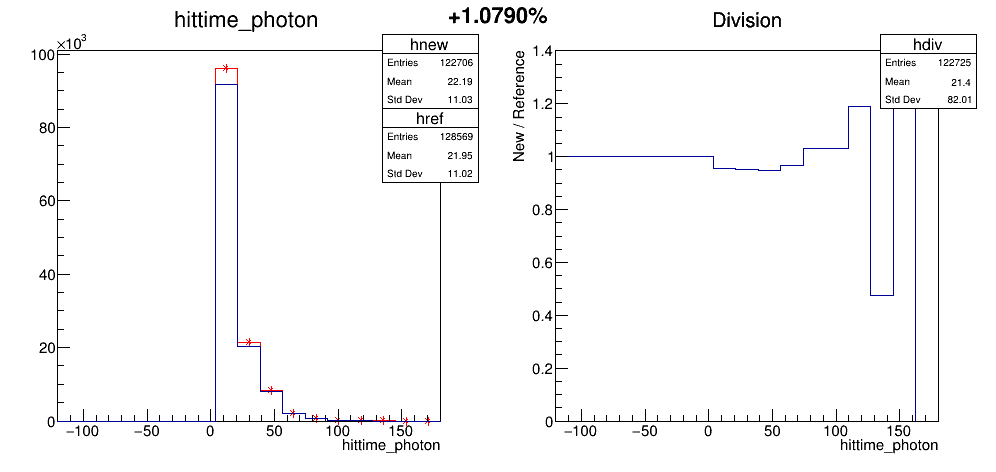 +1.0790%
hittime_photon
×10³
100
80
60
40
20
0
−100 −50 0 50 100 150
hittime_photon
hnew
Entries 122706
Mean 22.19
Std Dev 11.03
href
Entries 128569
Mean 21.95
Std Dev 11.02
Division
New / Reference
1.4
1.2
1
0.8
0.6
0.4
0.2
0
−100 −50 0 50 100 150
hittime_photon
hdiv
Entries 122725
Mean 21.4
Std Dev 82.01